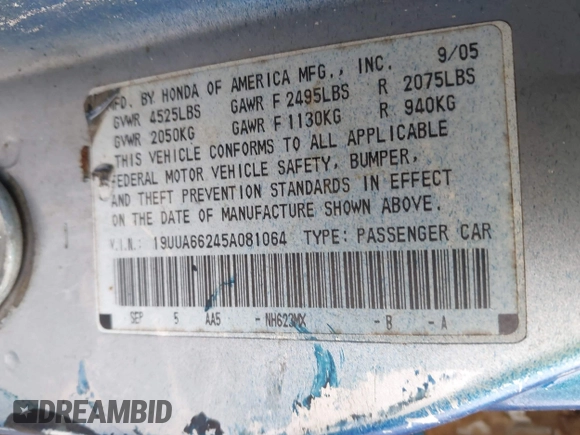 MFD. BY HONDA OF AMERICA MFG., INC. 9/05
GVWR 4525LBS GAWR F 2495LBS R 2075LBS
GVWR 2050KG GAWR F 1130KG R 940KG
THIS VEHICLE CONFORMS TO ALL APPLICABLE
FEDERAL MOTOR VEHICLE SAFETY, BUMPER,
AND THEFT PREVENTION STANDARDS IN EFFECT
ON THE DATE OF MANUFACTURE SHOWN ABOVE.
V.I.N.: 19UUA66245A081064 TYPE: PASSENGER CAR
SEP 5 AA5 - NH623MX - B - A
DREAMBID